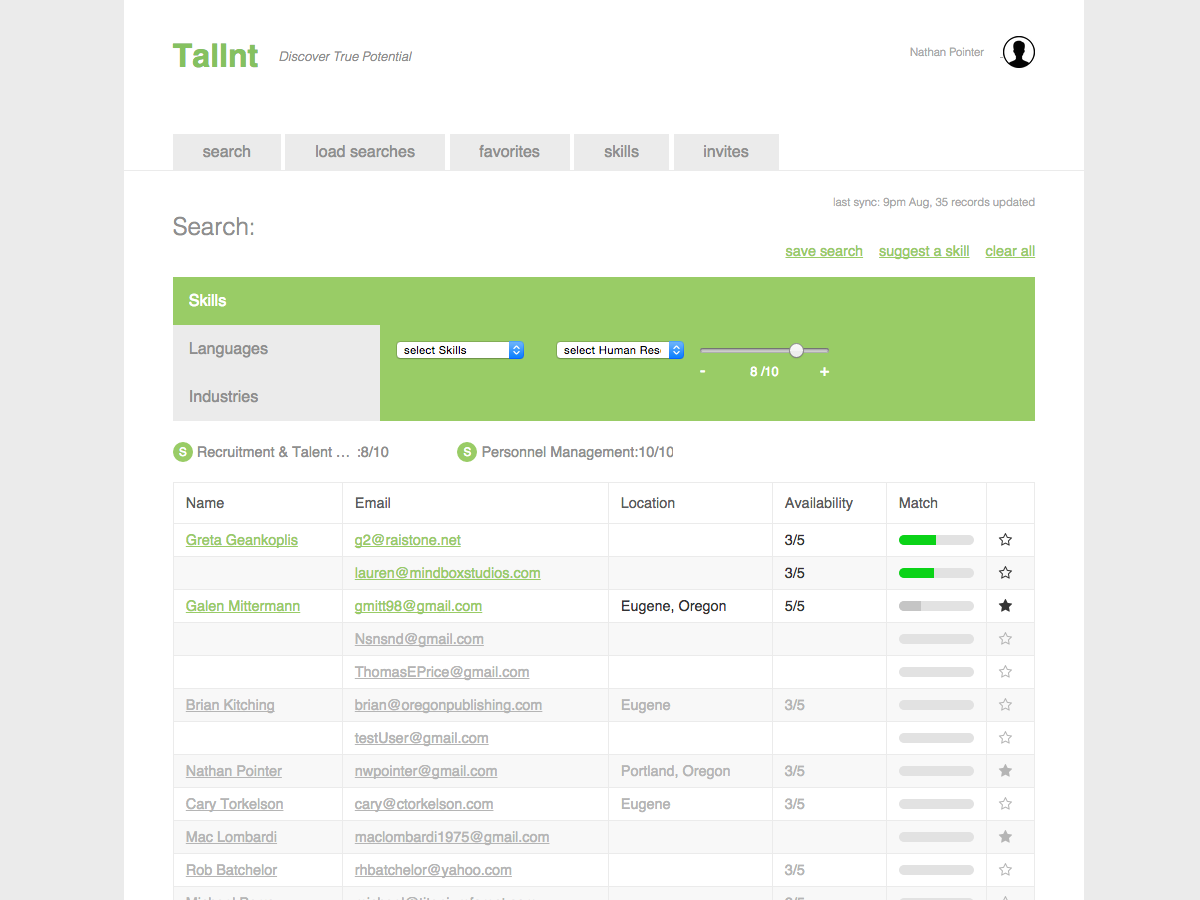 Tallnt Discover True Potential Nathan Pointer
search load searches favorites skills invites
last sync: 9pm Aug, 35 records updated
Search:
save search suggest a skill clear all
Skills
Languages
select Skills select Human Res
- 8 /10 +
Industries
S Recruitment & Talent ... :8/10 S Personnel Management:10/10
Name Email Location Availability Match
Greta Geankoplis g2@raistone.net 3/5
lauren@mindboxstudios.com 3/5
Galen Mittermann gmitt98@gmail.com Eugene, Oregon 5/5
Nsnsnd@gmail.com
ThomasEPrice@gmail.com
Brian Kitching brian@oregonpublishing.com Eugene 3/5
testUser@gmail.com
Nathan Pointer nwpointer@gmail.com Portland, Oregon 3/5
Cary Torkelson cary@ctorkelson.com Eugene 3/5
Mac Lombardi maclombardi1975@gmail.com
Rob Batchelor rhbatchelor@yahoo.com 3/5